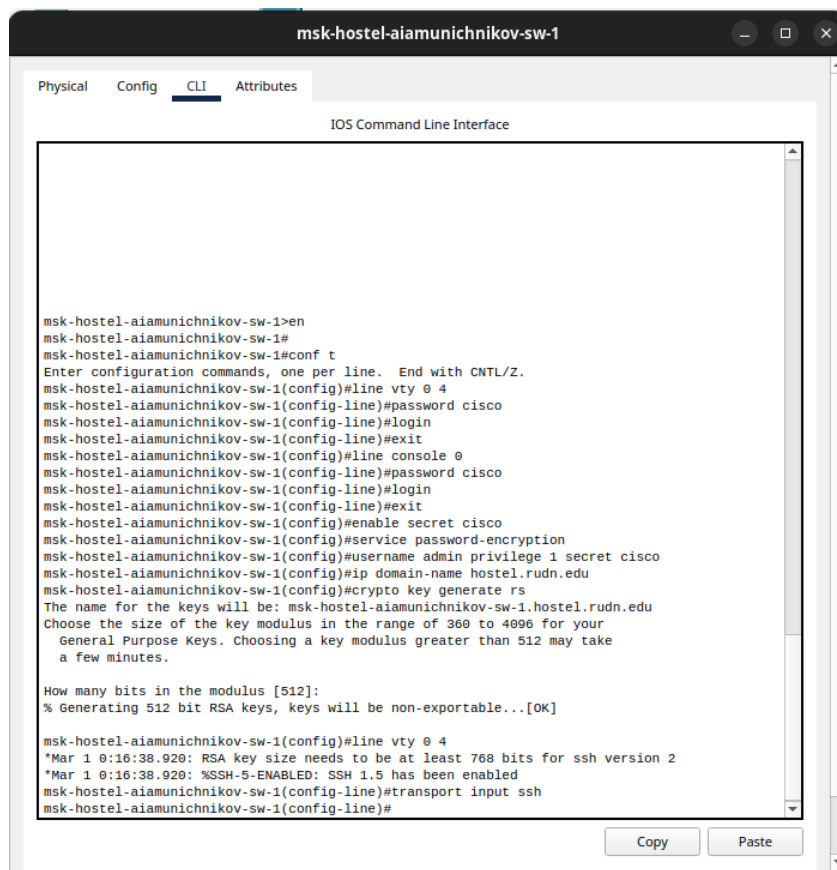 msk-hostel-aiamunichnikov-sw-1
Physical Config CLI Attributes
IOS Command Line Interface
msk-hostel-aiamunichnikov-sw-1>en
msk-hostel-aiamunichnikov-sw-1#
msk-hostel-aiamunichnikov-sw-1#conf t
Enter configuration commands, one per line.  End with CNTL/Z.
msk-hostel-aiamunichnikov-sw-1(config)#line vty 0 4
msk-hostel-aiamunichnikov-sw-1(config-line)#password cisco
msk-hostel-aiamunichnikov-sw-1(config-line)#login
msk-hostel-aiamunichnikov-sw-1(config-line)#exit
msk-hostel-aiamunichnikov-sw-1(config)#line console 0
msk-hostel-aiamunichnikov-sw-1(config-line)#password cisco
msk-hostel-aiamunichnikov-sw-1(config-line)#login
msk-hostel-aiamunichnikov-sw-1(config-line)#exit
msk-hostel-aiamunichnikov-sw-1(config)#enable secret cisco
msk-hostel-aiamunichnikov-sw-1(config)#service password-encryption
msk-hostel-aiamunichnikov-sw-1(config)#username admin privilege 1 secret cisco
msk-hostel-aiamunichnikov-sw-1(config)#ip domain-name hostel.rudn.edu
msk-hostel-aiamunichnikov-sw-1(config)#crypto key generate rs
The name for the keys will be: msk-hostel-aiamunichnikov-sw-1.hostel.rudn.edu
Choose the size of the key modulus in the range of 360 to 4096 for your
  General Purpose Keys. Choosing a key modulus greater than 512 may take
  a few minutes.
How many bits in the modulus [512]:
% Generating 512 bit RSA keys, keys will be non-exportable...[OK]
msk-hostel-aiamunichnikov-sw-1(config)#line vty 0 4
*Mar 1 0:16:38.920: RSA key size needs to be at least 768 bits for ssh version 2
*Mar 1 0:16:38.920: %SSH-5-ENABLED: SSH 1.5 has been enabled
msk-hostel-aiamunichnikov-sw-1(config-line)#transport input ssh
msk-hostel-aiamunichnikov-sw-1(config-line)#
Copy Paste